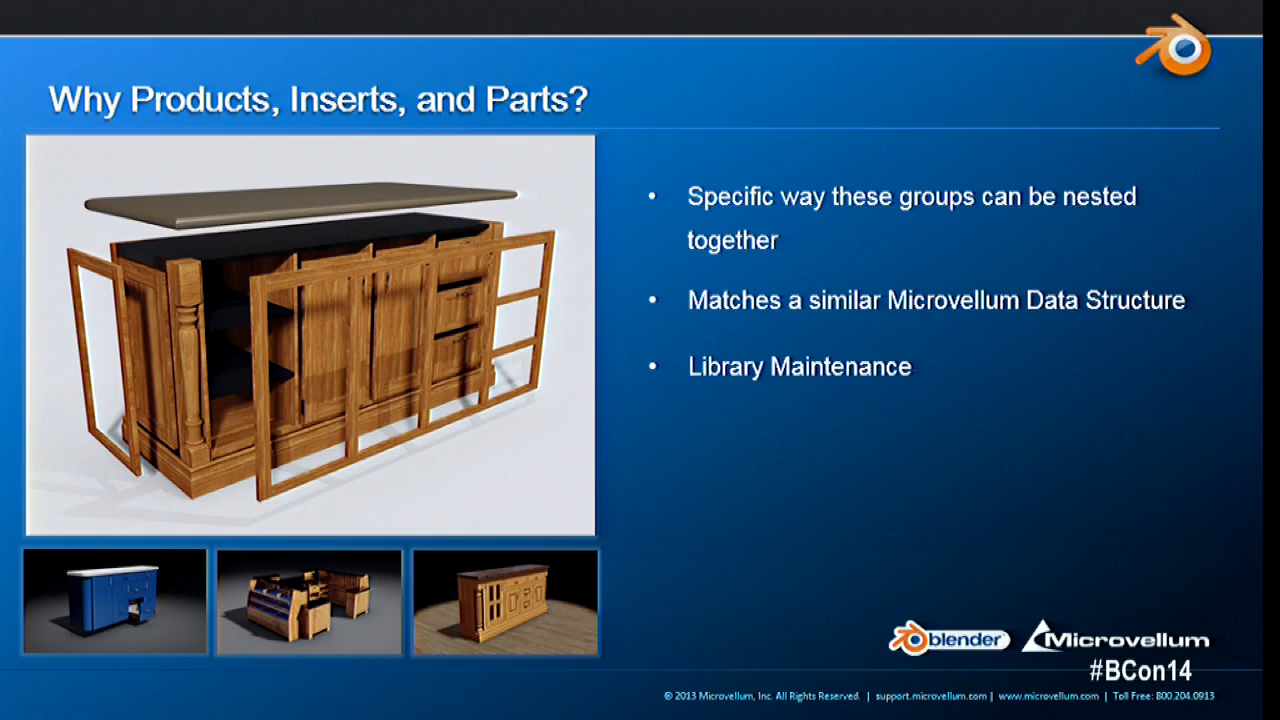 Why Products, Inserts, and Parts?
• Specific way these groups can be nested
together
• Matches a similar Microvellum Data Structure
• Library Maintenance
blender Microvellum
#BCon14
© 2013 Microvellum, Inc. All Rights Reserved. | support.microvellum.com | www.microvellum.com | Toll Free: 800.204.0913